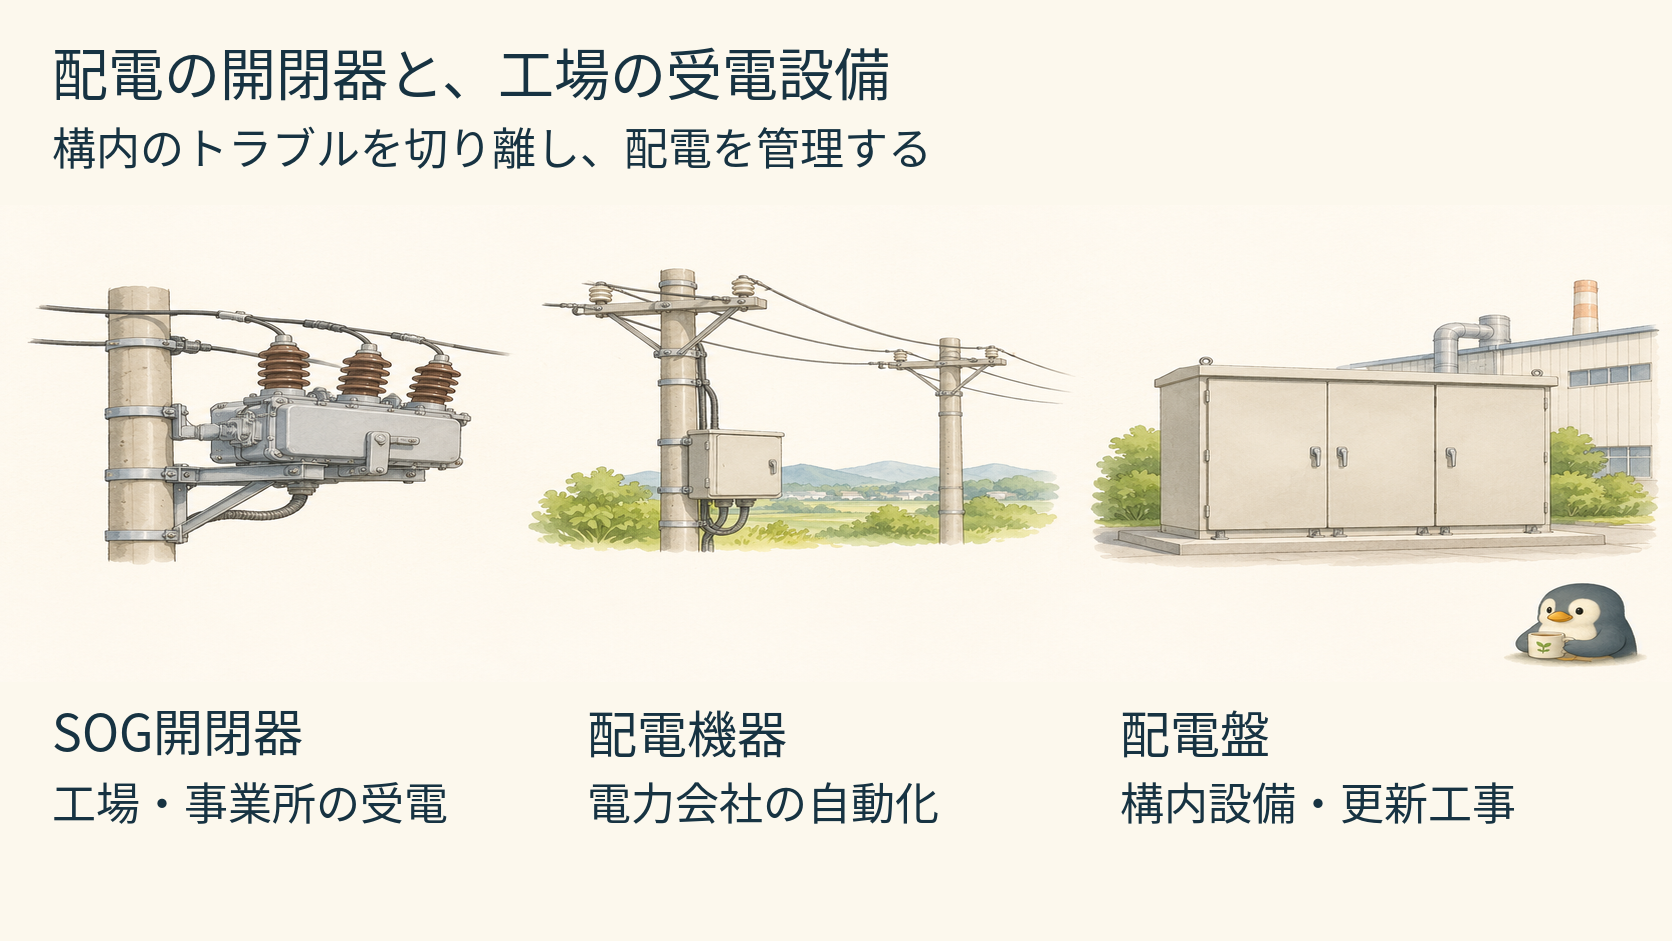 配電の開閉器と、工場の受電設備
構内のトラブルを切り離し、配電を管理する
SOG開閉器
工場・事業所の受電
配電機器
電力会社の自動化
配電盤
構内設備・更新工事